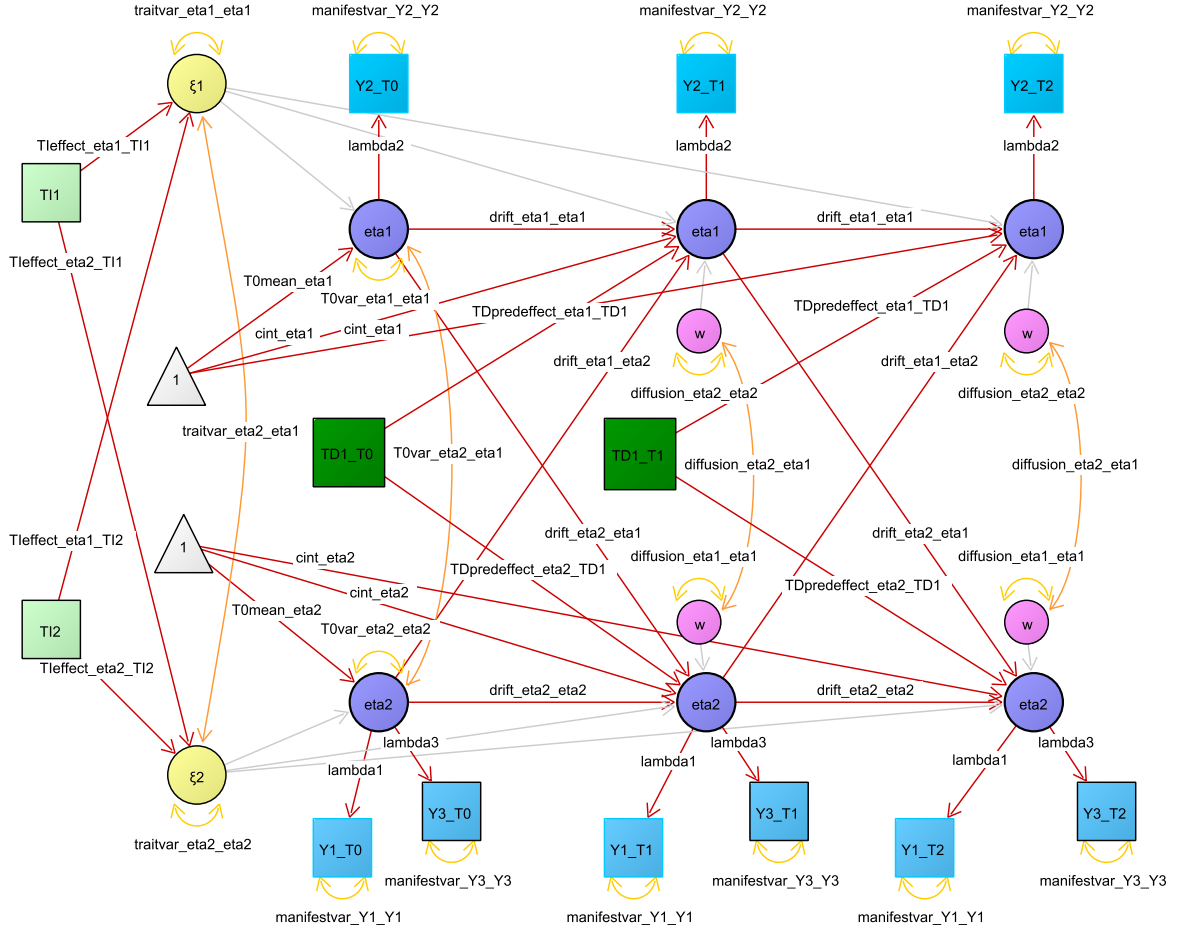 traitvar_eta1_eta1
manifestvar_Y2_Y2
manifestvar_Y2_Y2
manifestvar_Y2_Y2
ξ1
Y2_T0
Y2_T1
Y2_T2
TIeffect_eta1_TI1
lambda2
lambda2
lambda2
TI1
drift_eta1_eta1
drift_eta1_eta1
eta1
eta1
eta1
TIeffect_eta2_TI1
T0mean_eta1
T0var_eta1_eta1
TDpredeffect_eta1_TD1
TDpredeffect_eta1_TD1
cint_eta1
cint_eta1
w
w
drift_eta1_eta2
drift_eta1_eta2
1
diffusion_eta2_eta2
diffusion_eta2_eta2
traitvar_eta2_eta1
TD1_T0
T0var_eta2_eta1
TD1_T1
diffusion_eta2_eta1
diffusion_eta2_eta1
TIeffect_eta1_TI2
1
drift_eta2_eta1
drift_eta2_eta1
cint_eta2
diffusion_eta1_eta1
diffusion_eta1_eta1
TDpredeffect_eta2_TD1
TDpredeffect_eta2_TD1
cint_eta2
T0mean_eta2
TI2
T0var_eta2_eta2
w
w
TIeffect_eta2_TI2
drift_eta2_eta2
drift_eta2_eta2
eta2
eta2
eta2
lambda3
lambda3
lambda3
ξ2
lambda1
lambda1
lambda1
Y3_T0
Y3_T1
Y3_T2
traitvar_eta2_eta2
Y1_T0
Y1_T1
Y1_T2
manifestvar_Y3_Y3
manifestvar_Y3_Y3
manifestvar_Y3_Y3
manifestvar_Y1_Y1
manifestvar_Y1_Y1
manifestvar_Y1_Y1